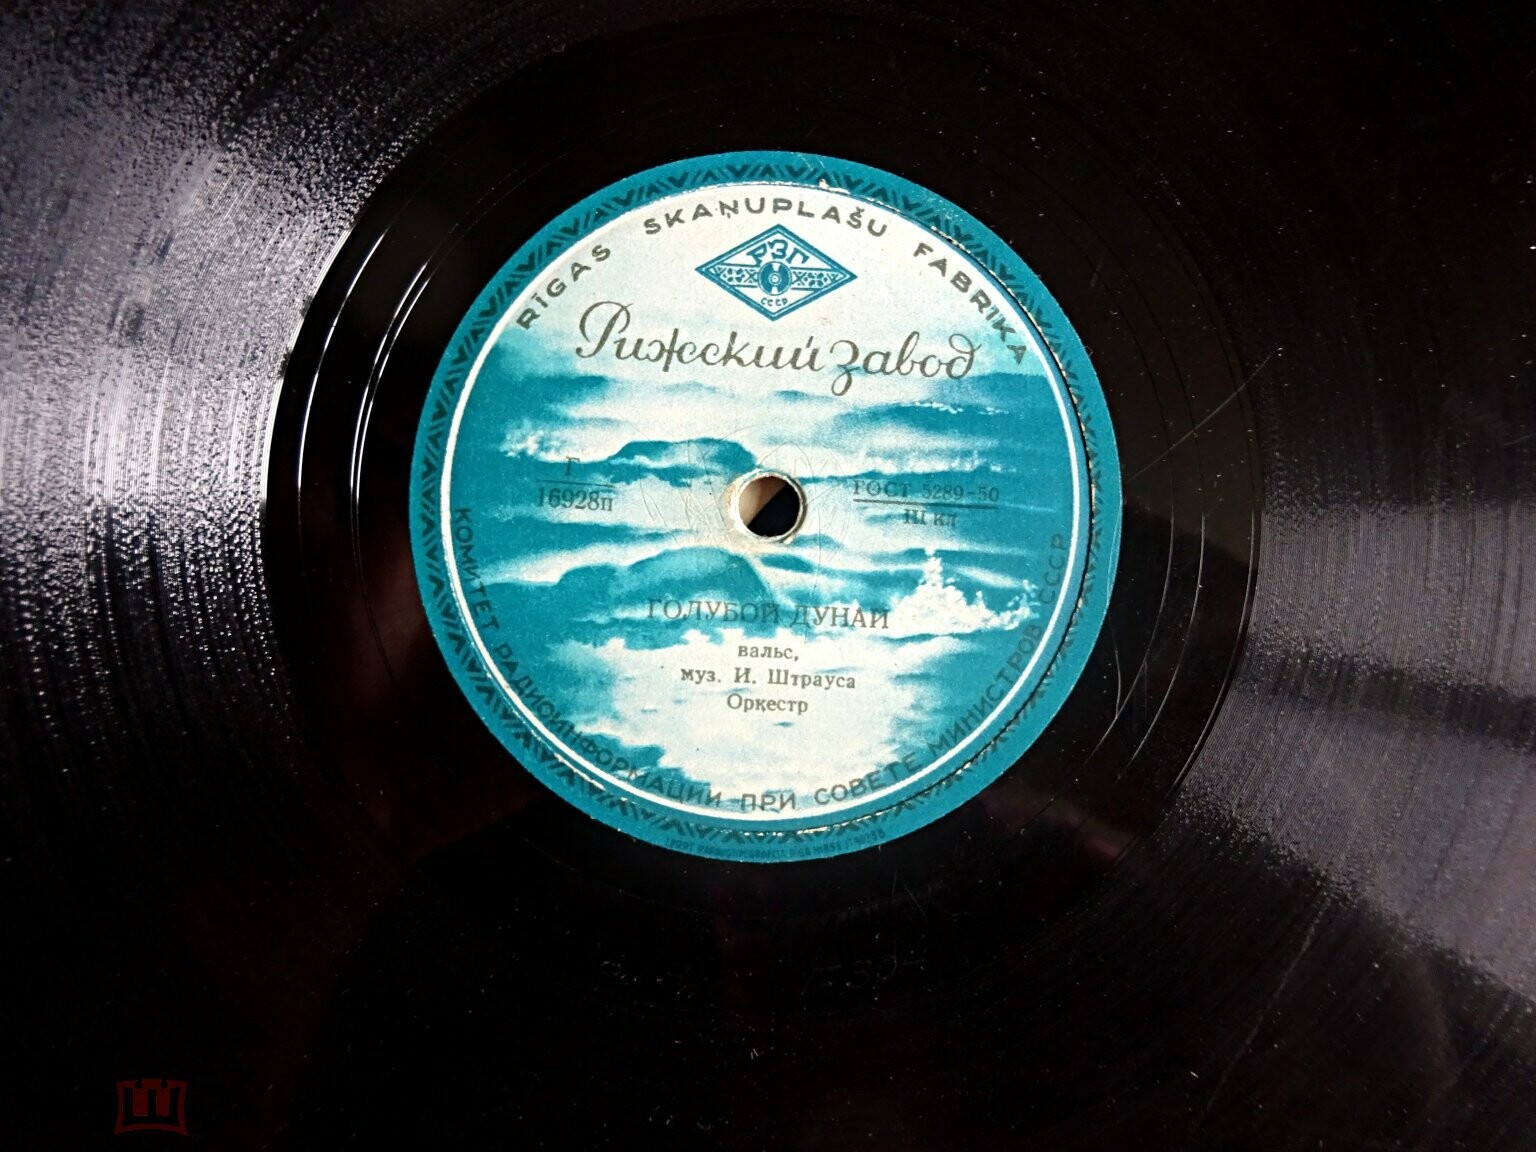 RĪGAS SKAŅUPLAŠU FABRIKA
РЗГ
СССР
Рижский завод
Г
16928п
ГОСТ 5289-50
III кл
ГОЛУБОЙ ДУНАЙ
вальс,
муз. И. Штрауса
Оркестр
КОМИТЕТ РАДИОИНФОРМАЦИИ ПРИ СОВЕТЕ МИНИСТРОВ СССР